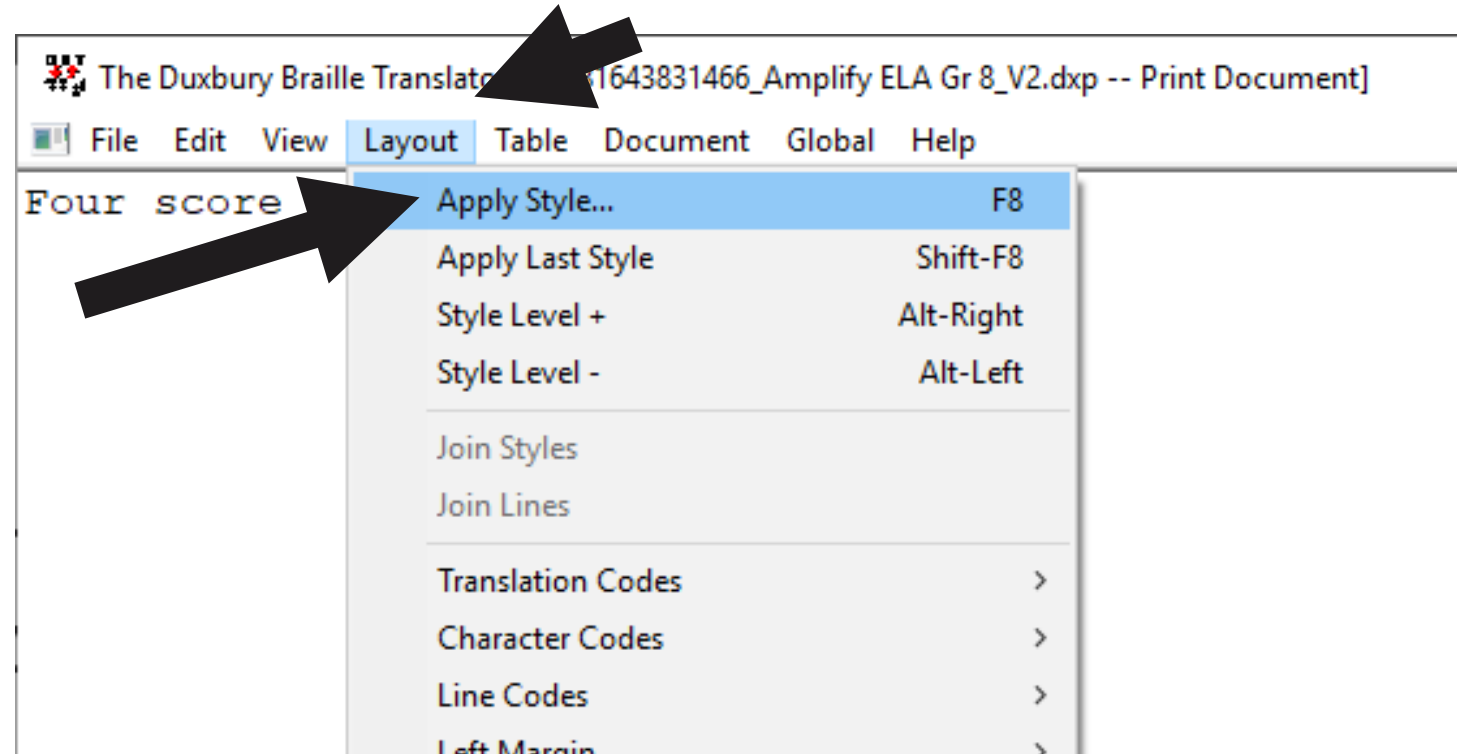 The Duxbury Braille Translato 1643831466_Amplify ELA Gr 8_V2.dxp -- Print Document]
File Edit View Layout Table Document Global Help
Four score
Apply Style... F8
Apply Last Style Shift-F8
Style Level + Alt-Right
Style Level - Alt-Left
Join Styles
Join Lines
Translation Codes >
Character Codes >
Line Codes >
Left Margin >